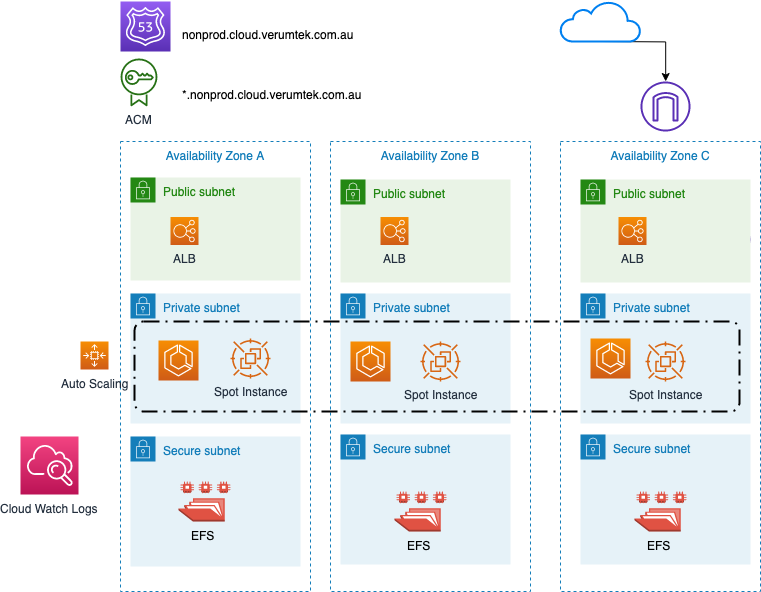 53
nonprod.cloud.verumtek.com.au
*.nonprod.cloud.verumtek.com.au
ACM
Availability Zone A
Availability Zone B
Availability Zone C
Public subnet
Public subnet
Public subnet
ALB
ALB
ALB
Private subnet
Private subnet
Private subnet
Auto Scaling
Spot Instance
Spot Instance
Spot Instance
Secure subnet
Secure subnet
Secure subnet
Cloud Watch Logs
EFS
EFS
EFS